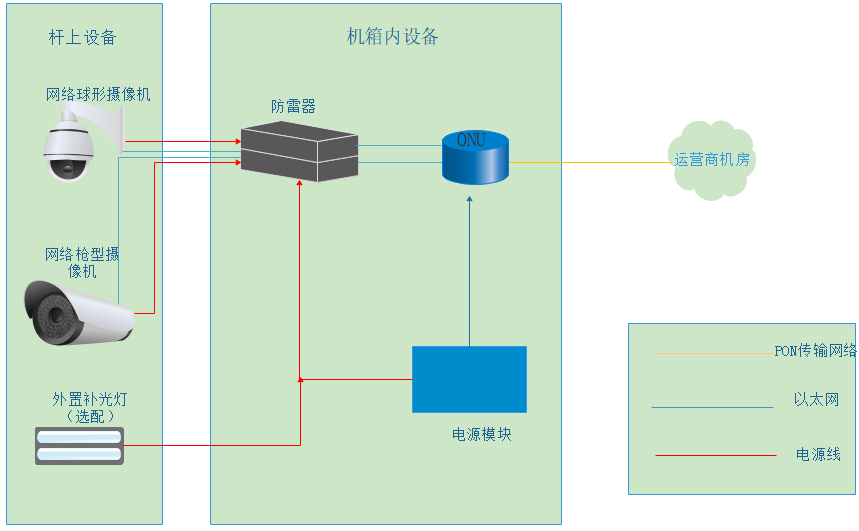 杆上设备
机箱内设备
网络球形摄像机
防雷器
ONU
运营商机房
网络枪型摄
像机
外置补光灯
（选配）
电源模块
PON传输网络
以太网
电源线